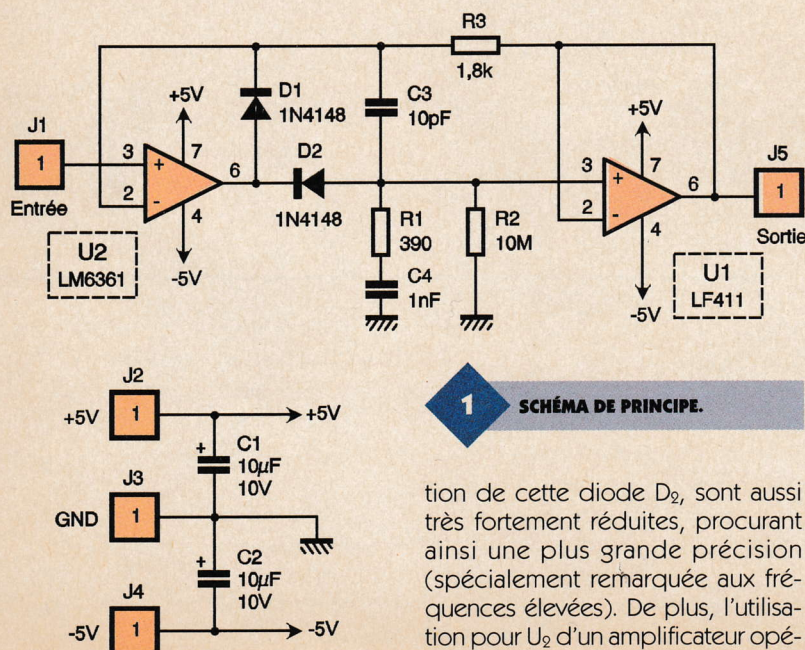 R3
1,8k
D1
1N4148
C3
10pF
+5V
+5V
J1
1
Entrée
3
+
2
-
7
6
4
-5V
U2
LM6361
D2
1N4148
R1
390
C4
1nF
R2
10M
3
+
2
-
7
6
4
-5V
J5
1
Sortie
U1
LF411
J2
+5V
1
+5V
+
C1
10µF
10V
J3
GND
1
+
C2
10µF
10V
J4
-5V
1
-5V
1
SCHÉMA DE PRINCIPE.
tion de cette diode D₂, sont aussi
très fortement réduites, procurant
ainsi une plus grande précision
(spécialement remarquée aux fré-
quences élevées). De plus, l'utilisa-
tion pour U₂ d'un amplificateur opé-